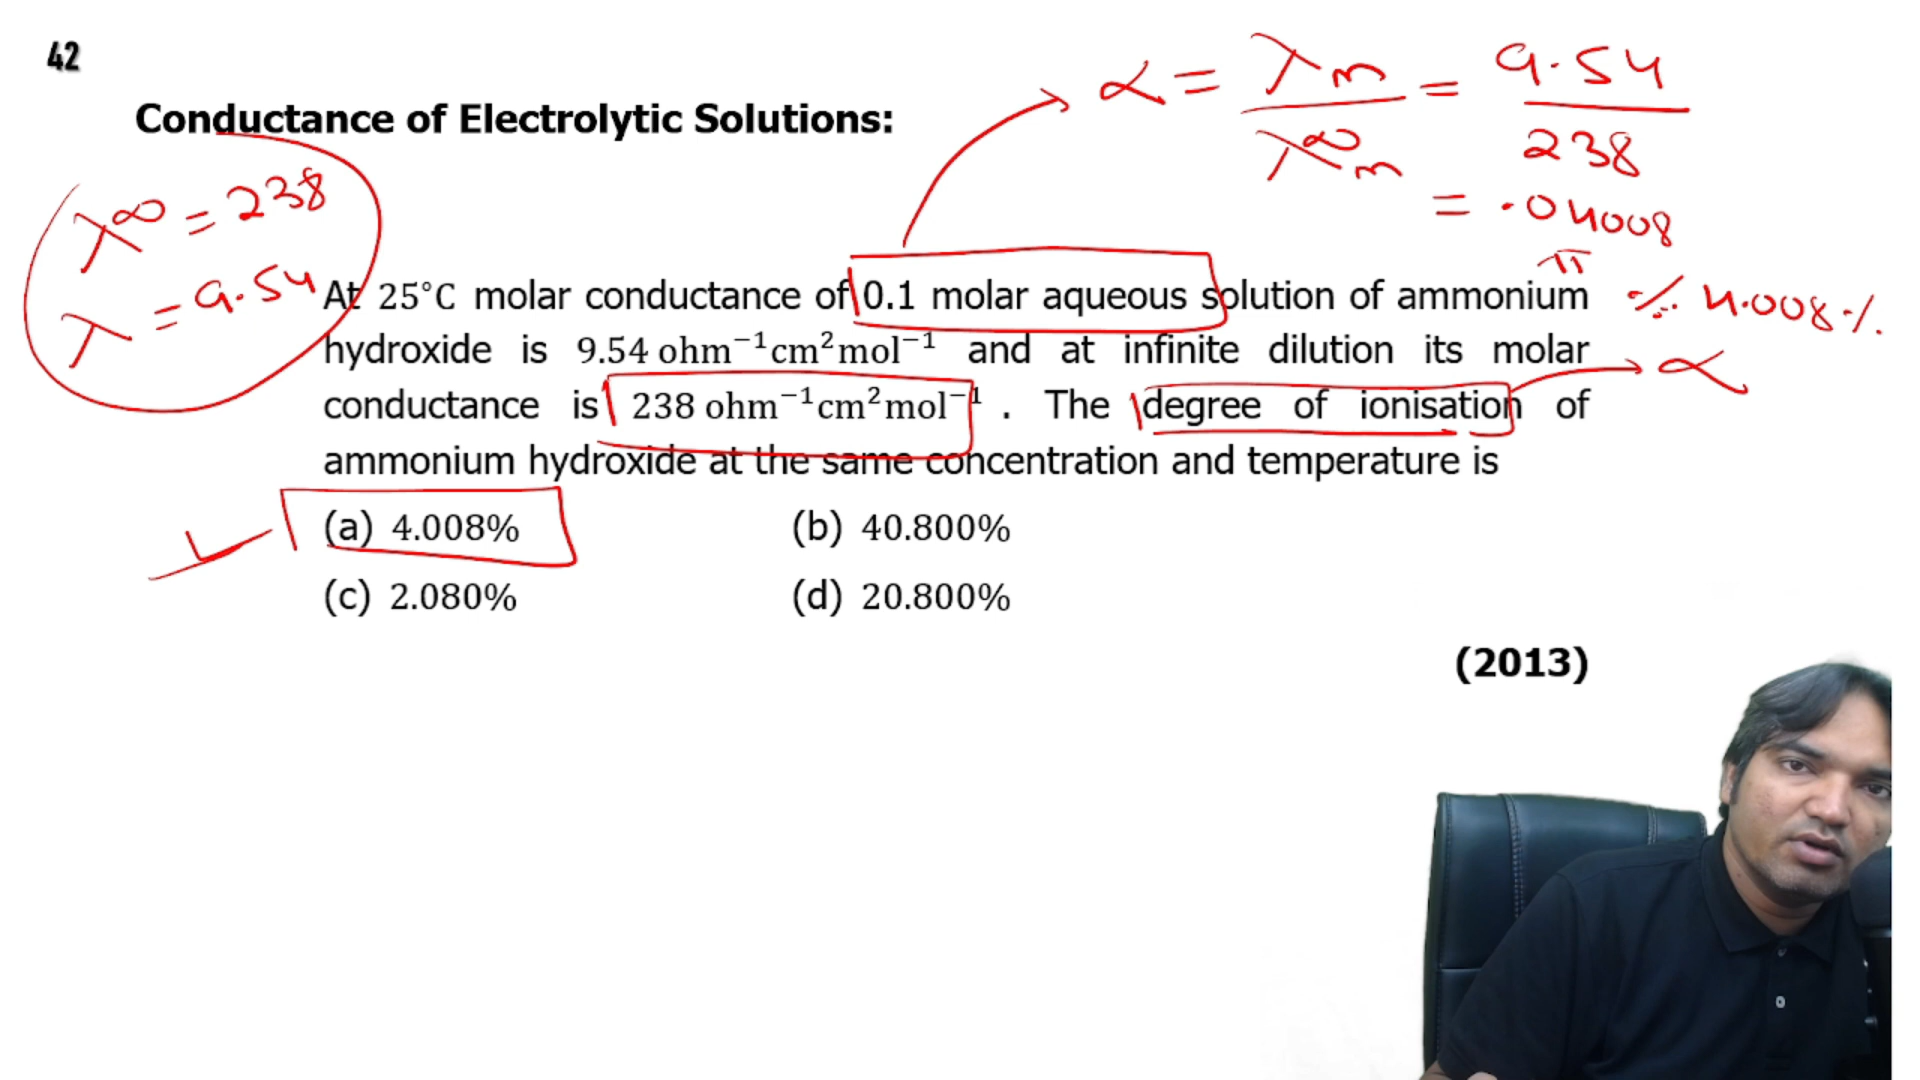 42
α = λm / λ∞m = 9.54 / 238
Conductance of Electrolytic Solutions:
= .04008
λ∞ = 238
λ = 9.54
At 25°C molar conductance of 0.1 molar aqueous solution of ammonium
% 4.008%
hydroxide is 9.54 ohm⁻¹cm²mol⁻¹ and at infinite dilution its molar
conductance is 238 ohm⁻¹cm²mol⁻¹ . The degree of ionisation of
α
ammonium hydroxide at the same concentration and temperature is
(a) 4.008% (b) 40.800%
(c) 2.080% (d) 20.800%
(2013)